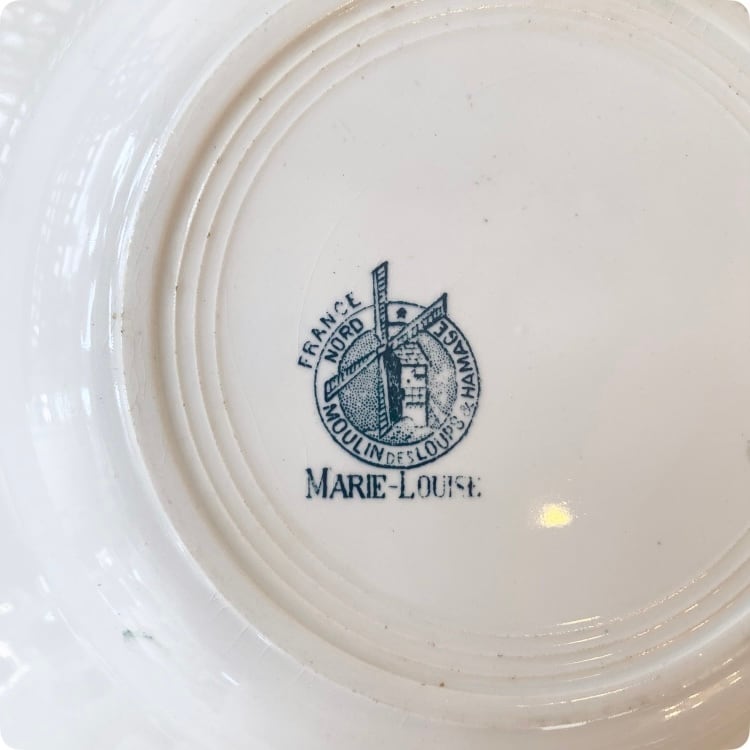 FRANCE
NORD
MOULIN DES LOUPS & HAMAGE
MARIE-LOUISE